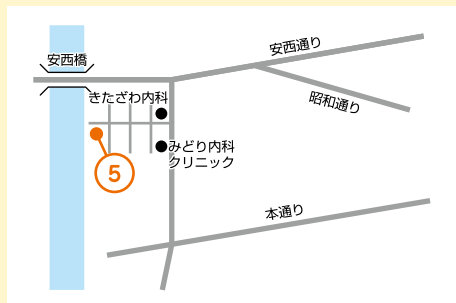 安西橋
安西通り
きたざわ内科
昭和通り
みどり内科
クリニック
5
本通り